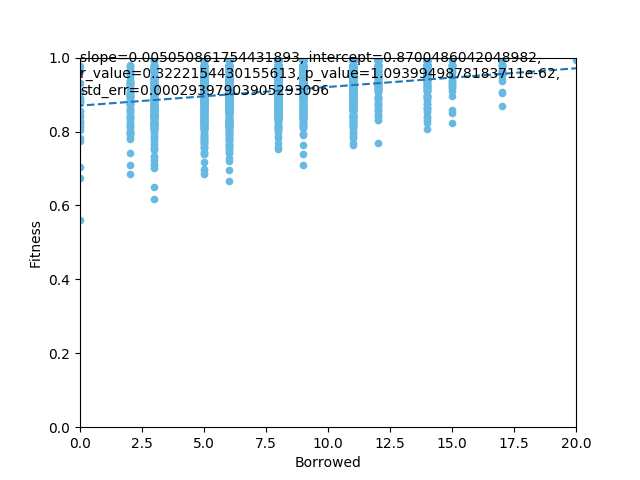 slope=0.005050861754431893, intercept=0.8700486042048982,
r_value=0.3222154430155613, p_value=1.0939949878183711e-62,
std_err=0.00029397903905293096
1.0
0.8
0.6
0.4
0.2
0.0
Fitness
0.0 2.5 5.0 7.5 10.0 12.5 15.0 17.5 20.0
Borrowed